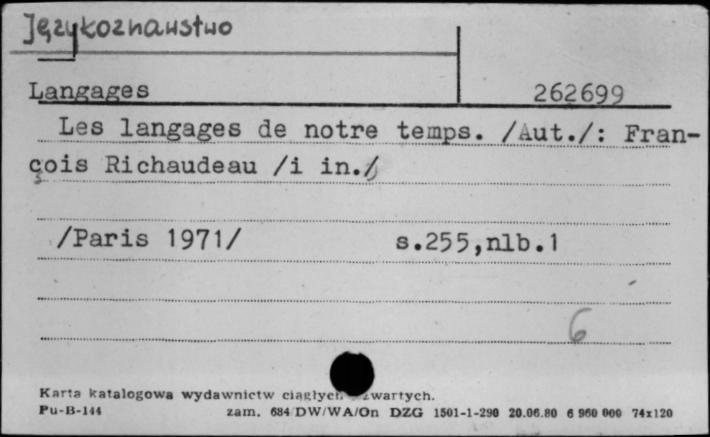 Językoznawstwo
Langages 262699
Les langages de notre temps. /Aut./: Fran-
çois Richaudeau /i in./
/Paris 1971/ s.255,nlb.1
6
Karta katalogowa wydawnictw ciągłych zwartych.
Pu-B-144 zam. 684/DW/WA/On DZG 1501-1-290 20.06.80 6 960 000 74x120